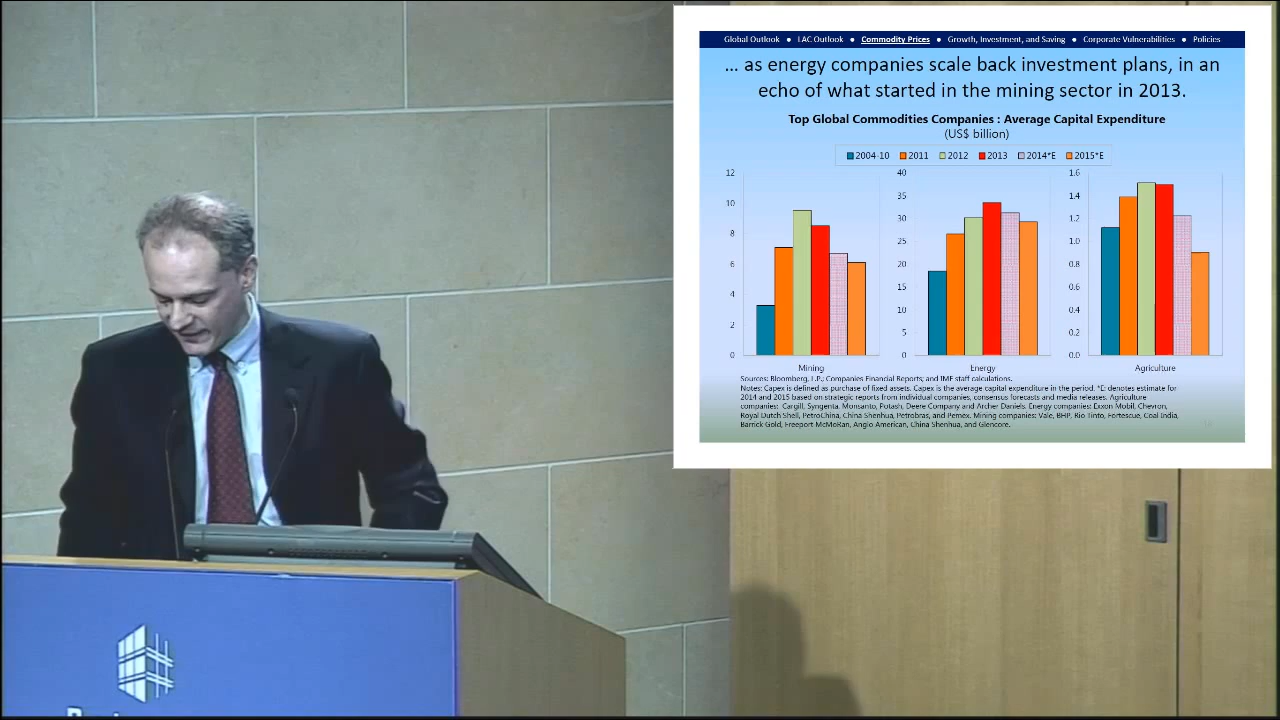 Global Outlook ● LAC Outlook ● Commodity Prices ● Growth, Investment, and Saving ● Corporate Vulnerabilities ● Policies
... as energy companies scale back investment plans, in an
echo of what started in the mining sector in 2013.
Top Global Commodities Companies : Average Capital Expenditure
(US$ billion)
2004-10 2011 2012 2013 2014*E 2015*E
12
10
8
6
4
2
0
Mining
40
35
30
25
20
15
10
5
0
Energy
1.6
1.4
1.2
1.0
0.8
0.6
0.4
0.2
0.0
Agriculture
Sources: Bloomberg, L.P.; Companies Financial Reports; and IMF staff calculations.
Notes: Capex is defined as purchase of fixed assets. Capex is the average capital expenditure in the period. *E: denotes estimate for
2014 and 2015 based on strategic reports from individual companies, consensus forecasts and media releases. Agriculture
companies: Cargill, Syngenta, Monsanto, Potash, Deere Company and Archer Daniels. Energy companies: Exxon Mobil, Chevron,
Royal Dutch Shell, PetroChina, China Shenhua, Petrobras, and Pemex. Mining companies: Vale, BHP, Rio Tinto, Fortescue, Coal India,
Barrick Gold, Freeport McMoRan, Anglo American, China Shenhua, and Glencore.